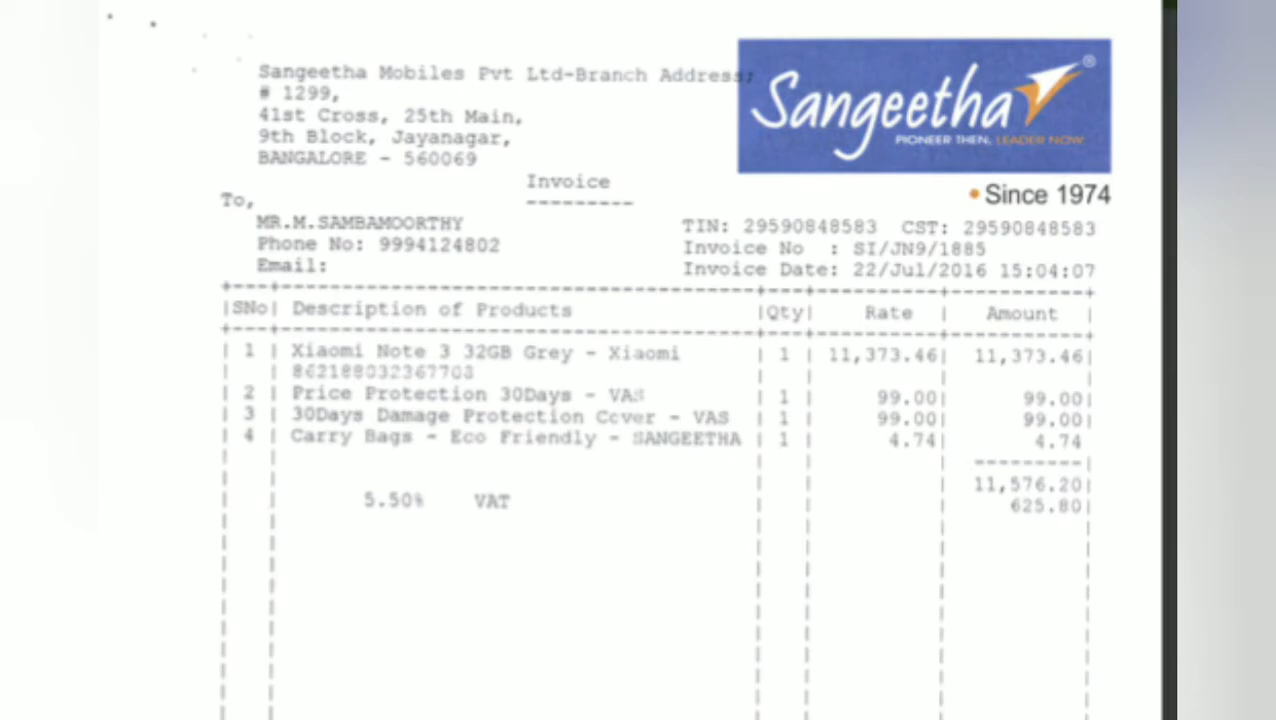 Sangeetha Mobiles Pvt Ltd-Branch Address;
# 1299,
41st Cross, 25th Main,
9th Block, Jayanagar,
BANGALORE - 560069
Sangeetha®
PIONEER THEN. LEADER NOW.
• Since 1974
Invoice
---------
To,
MR.M.SAMBAMOORTHY
Phone No: 9994124802
Email:
TIN: 29590848583 CST: 29590848583
Invoice No : SI/JN9/1885
Invoice Date: 22/Jul/2016 15:04:07
|SNo| Description of Products |Qty| Rate | Amount |
| 1 | Xiaomi Note 3 32GB Grey - Xiaomi | 1 | 11,373.46| 11,373.46|
862188032367703
| 2 | Price Protection 30Days - VAS | 1 | 99.00| 99.00|
| 3 | 30Days Damage Protection Cover - VAS | 1 | 99.00| 99.00|
| 4 | Carry Bags - Eco Friendly - SANGEETHA | 1 | 4.74| 4.74|
11,576.20|
5.50% VAT 625.80|